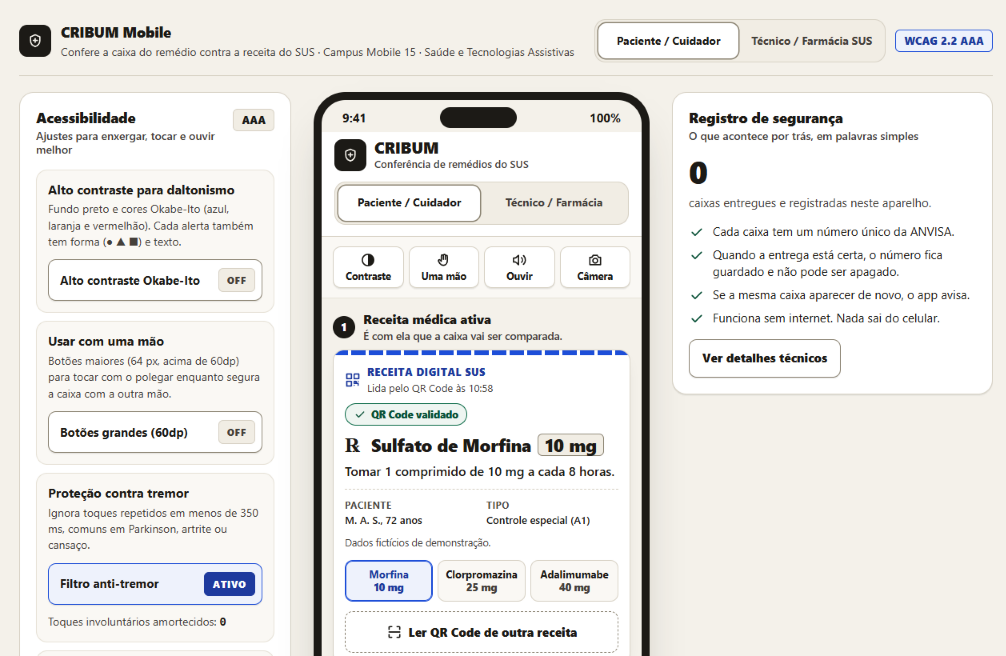 CRIBUM Mobile
Confere a caixa do remédio contra a receita do SUS · Campus Mobile 15 · Saúde e Tecnologias Assistivas
Paciente / Cuidador
Técnico / Farmácia SUS
WCAG 2.2 AAA
Acessibilidade
AAA
Ajustes para enxergar, tocar e ouvir
melhor
Alto contraste para daltonismo
Fundo preto e cores Okabe-Ito (azul,
laranja e vermelhão). Cada alerta também
tem forma (● ▲ ■) e texto.
Alto contraste Okabe-Ito
OFF
Usar com uma mão
Botões maiores (64 px, acima de 60dp)
para tocar com o polegar enquanto segura
a caixa com a outra mão.
Botões grandes (60dp)
OFF
Proteção contra tremor
Ignora toques repetidos em menos de 350
ms, comuns em Parkinson, artrite ou
cansaço.
Filtro anti-tremor
ATIVO
Toques involuntários amortecidos: 0
9:41
100%
CRIBUM
Conferência de remédios do SUS
Paciente / Cuidador
Técnico / Farmácia
Contraste
Uma mão
Ouvir
Câmera
1
Receita médica ativa
É com ela que a caixa vai ser comparada.
RECEITA DIGITAL SUS
Lida pelo QR Code às 10:58
QR Code validado
℞ Sulfato de Morfina 10 mg
Tomar 1 comprimido de 10 mg a cada 8 horas.
PACIENTE
M. A. S., 72 anos
TIPO
Controle especial (A1)
Dados fictícios de demonstração.
Morfina
10 mg
Clorpromazina
25 mg
Adalimumabe
40 mg
Ler QR Code de outra receita
Registro de segurança
O que acontece por trás, em palavras simples
0
caixas entregues e registradas neste aparelho.
Cada caixa tem um número único da ANVISA.
Quando a entrega está certa, o número fica
guardado e não pode ser apagado.
Se a mesma caixa aparecer de novo, o app avisa.
Funciona sem internet. Nada sai do celular.
Ver detalhes técnicos